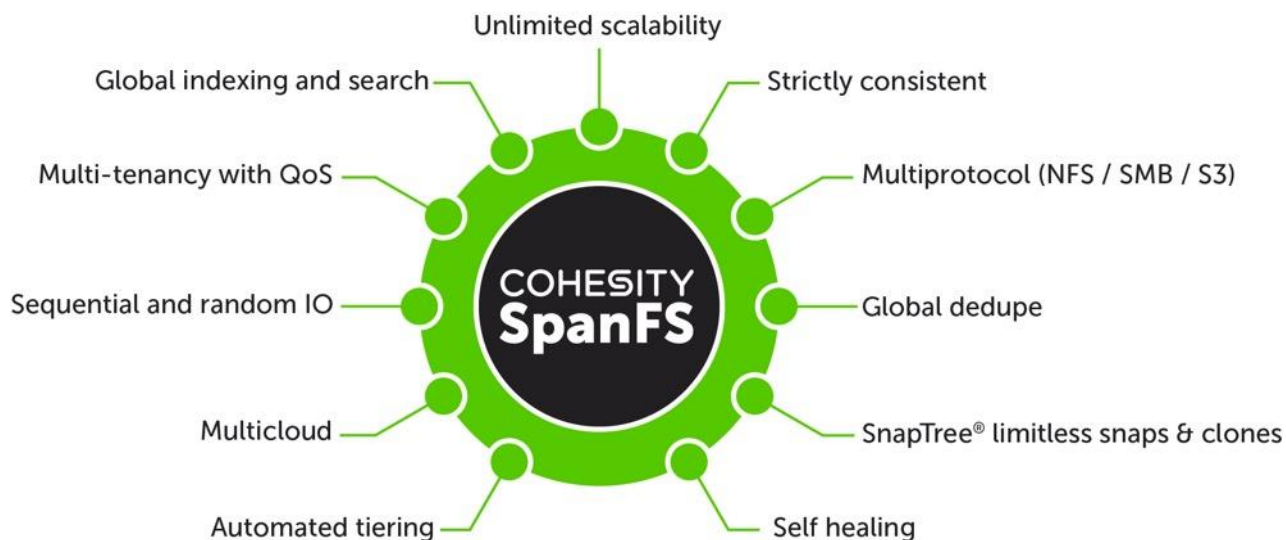 Unlimited scalability
Global indexing and search
Strictly consistent
Multi-tenancy with QoS
Multiprotocol (NFS / SMB / S3)
COHESITY
SpanFS
Sequential and random IO
Global dedupe
Multicloud
SnapTree® limitless snaps & clones
Automated tiering
Self healing